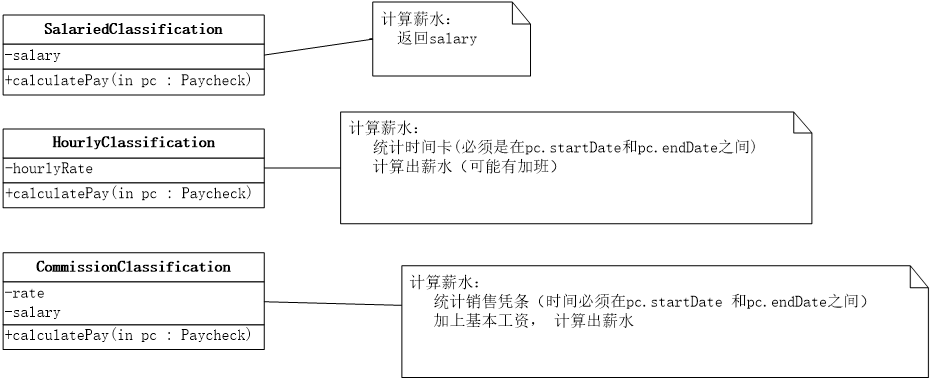 SalariedClassification
-salary
+calculatePay(in pc : Paycheck)
计算薪水：
返回salary
HourlyClassification
-hourlyRate
+calculatePay(in pc : Paycheck)
计算薪水：
统计时间卡(必须是在pc.startDate和pc.endDate之间)
计算出薪水（可能有加班）
CommissionClassification
-rate
-salary
+calculatePay(in pc : Paycheck)
计算薪水：
统计销售凭条（时间必须在pc.startDate 和pc.endDate之间）
加上基本工资， 计算出薪水